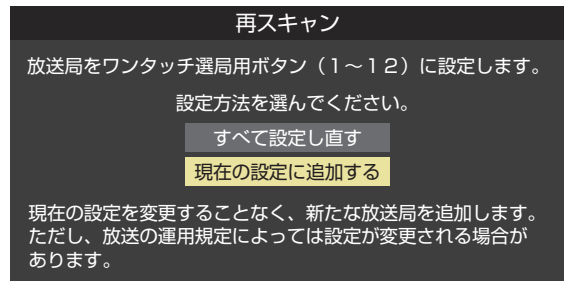 再スキャン
放送局をワンタッチ選局用ボタン（１～１２）に設定します。
設定方法を選んでください。
すべて設定し直す
現在の設定に追加する
現在の設定を変更することなく、新たな放送局を追加します。
ただし、放送の運用規定によっては設定が変更される場合が
あります。